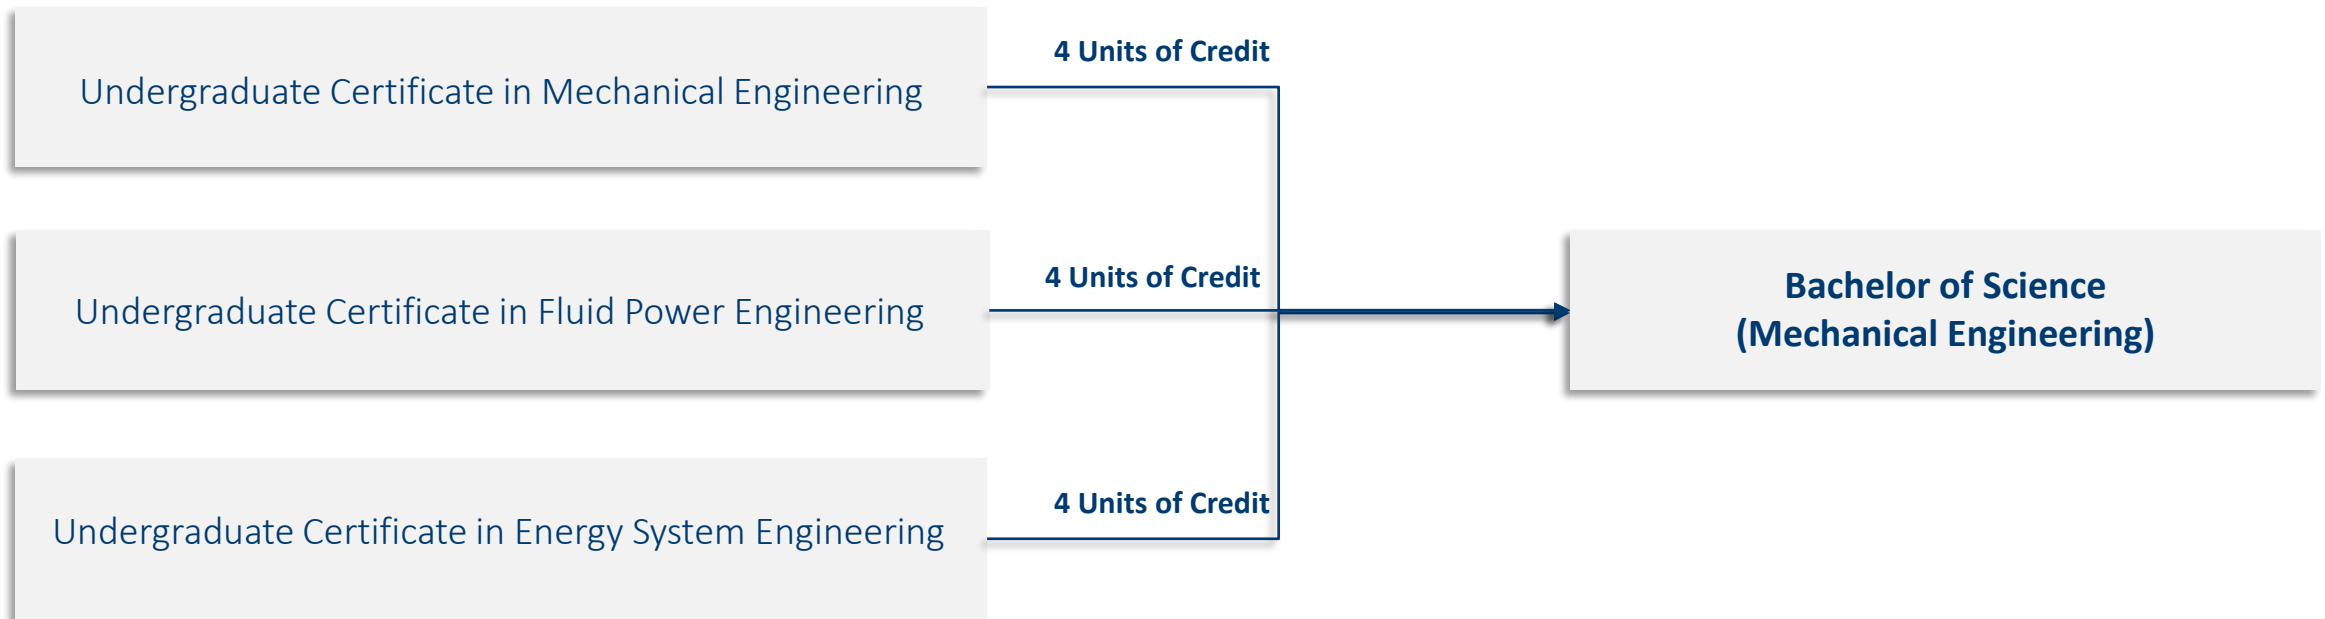 4 Units of Credit
Undergraduate Certificate in Mechanical Engineering
4 Units of Credit
Undergraduate Certificate in Fluid Power Engineering
Bachelor of Science
(Mechanical Engineering)
4 Units of Credit
Undergraduate Certificate in Energy System Engineering